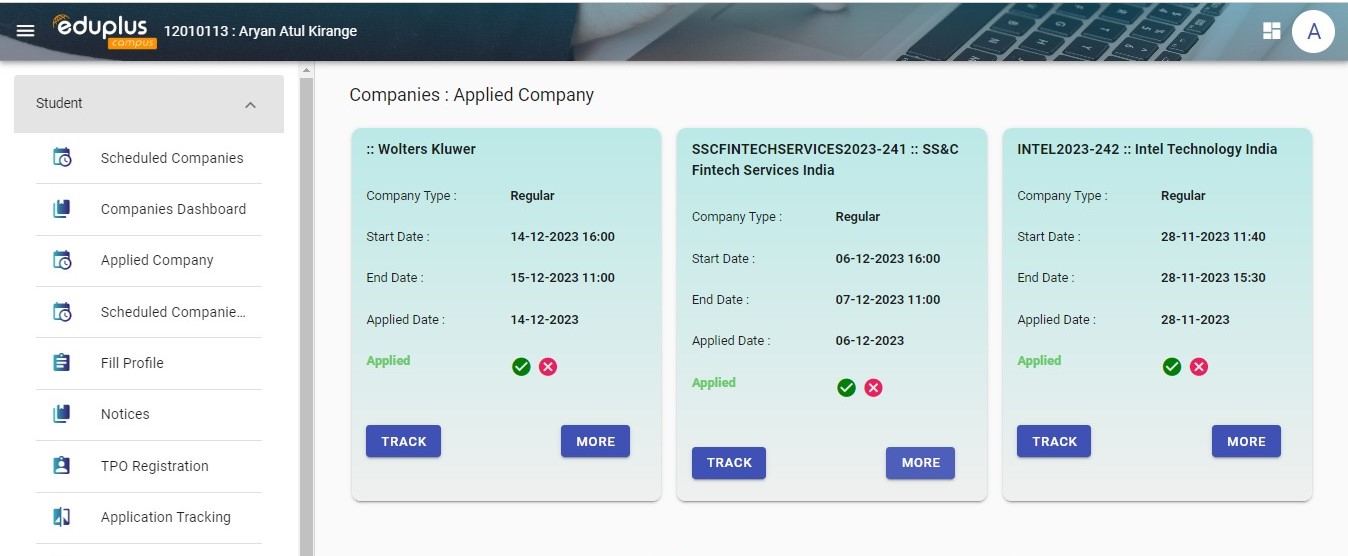 eduplus
campus
12010113 : Aryan Atul Kirange
A
Student
Scheduled Companies
Companies Dashboard
Applied Company
Scheduled Companie...
Fill Profile
Notices
TPO Registration
Application Tracking
Companies : Applied Company
:: Wolters Kluwer
Company Type : Regular
Start Date : 14-12-2023 16:00
End Date : 15-12-2023 11:00
Applied Date : 14-12-2023
Applied
TRACK MORE
SSCFINTECHSERVICES2023-241 :: SS&C
Fintech Services India
Company Type : Regular
Start Date : 06-12-2023 16:00
End Date : 07-12-2023 11:00
Applied Date : 06-12-2023
Applied
TRACK MORE
INTEL2023-242 :: Intel Technology India
Company Type : Regular
Start Date : 28-11-2023 11:40
End Date : 28-11-2023 15:30
Applied Date : 28-11-2023
Applied
TRACK MORE